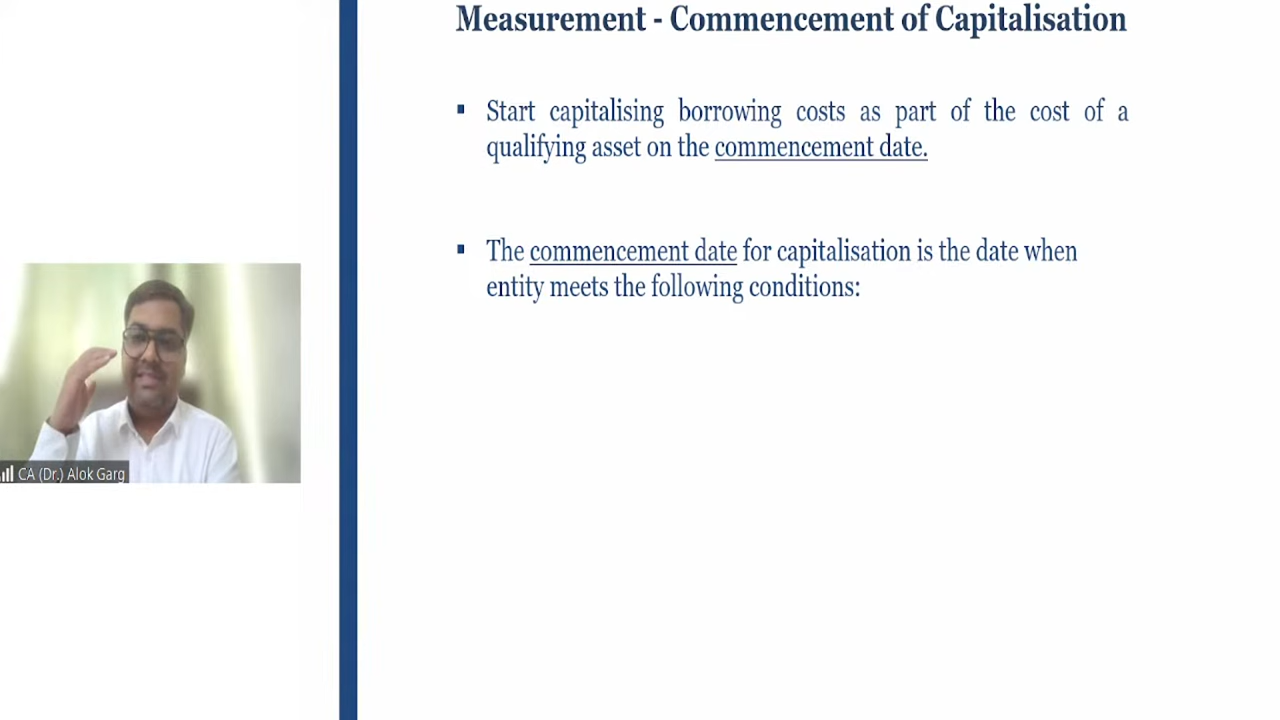 Measurement - Commencement of Capitalisation
▪ Start capitalising borrowing costs as part of the cost of a
qualifying asset on the commencement date.
▪ The commencement date for capitalisation is the date when
entity meets the following conditions:
CA (Dr.) Alok Garg